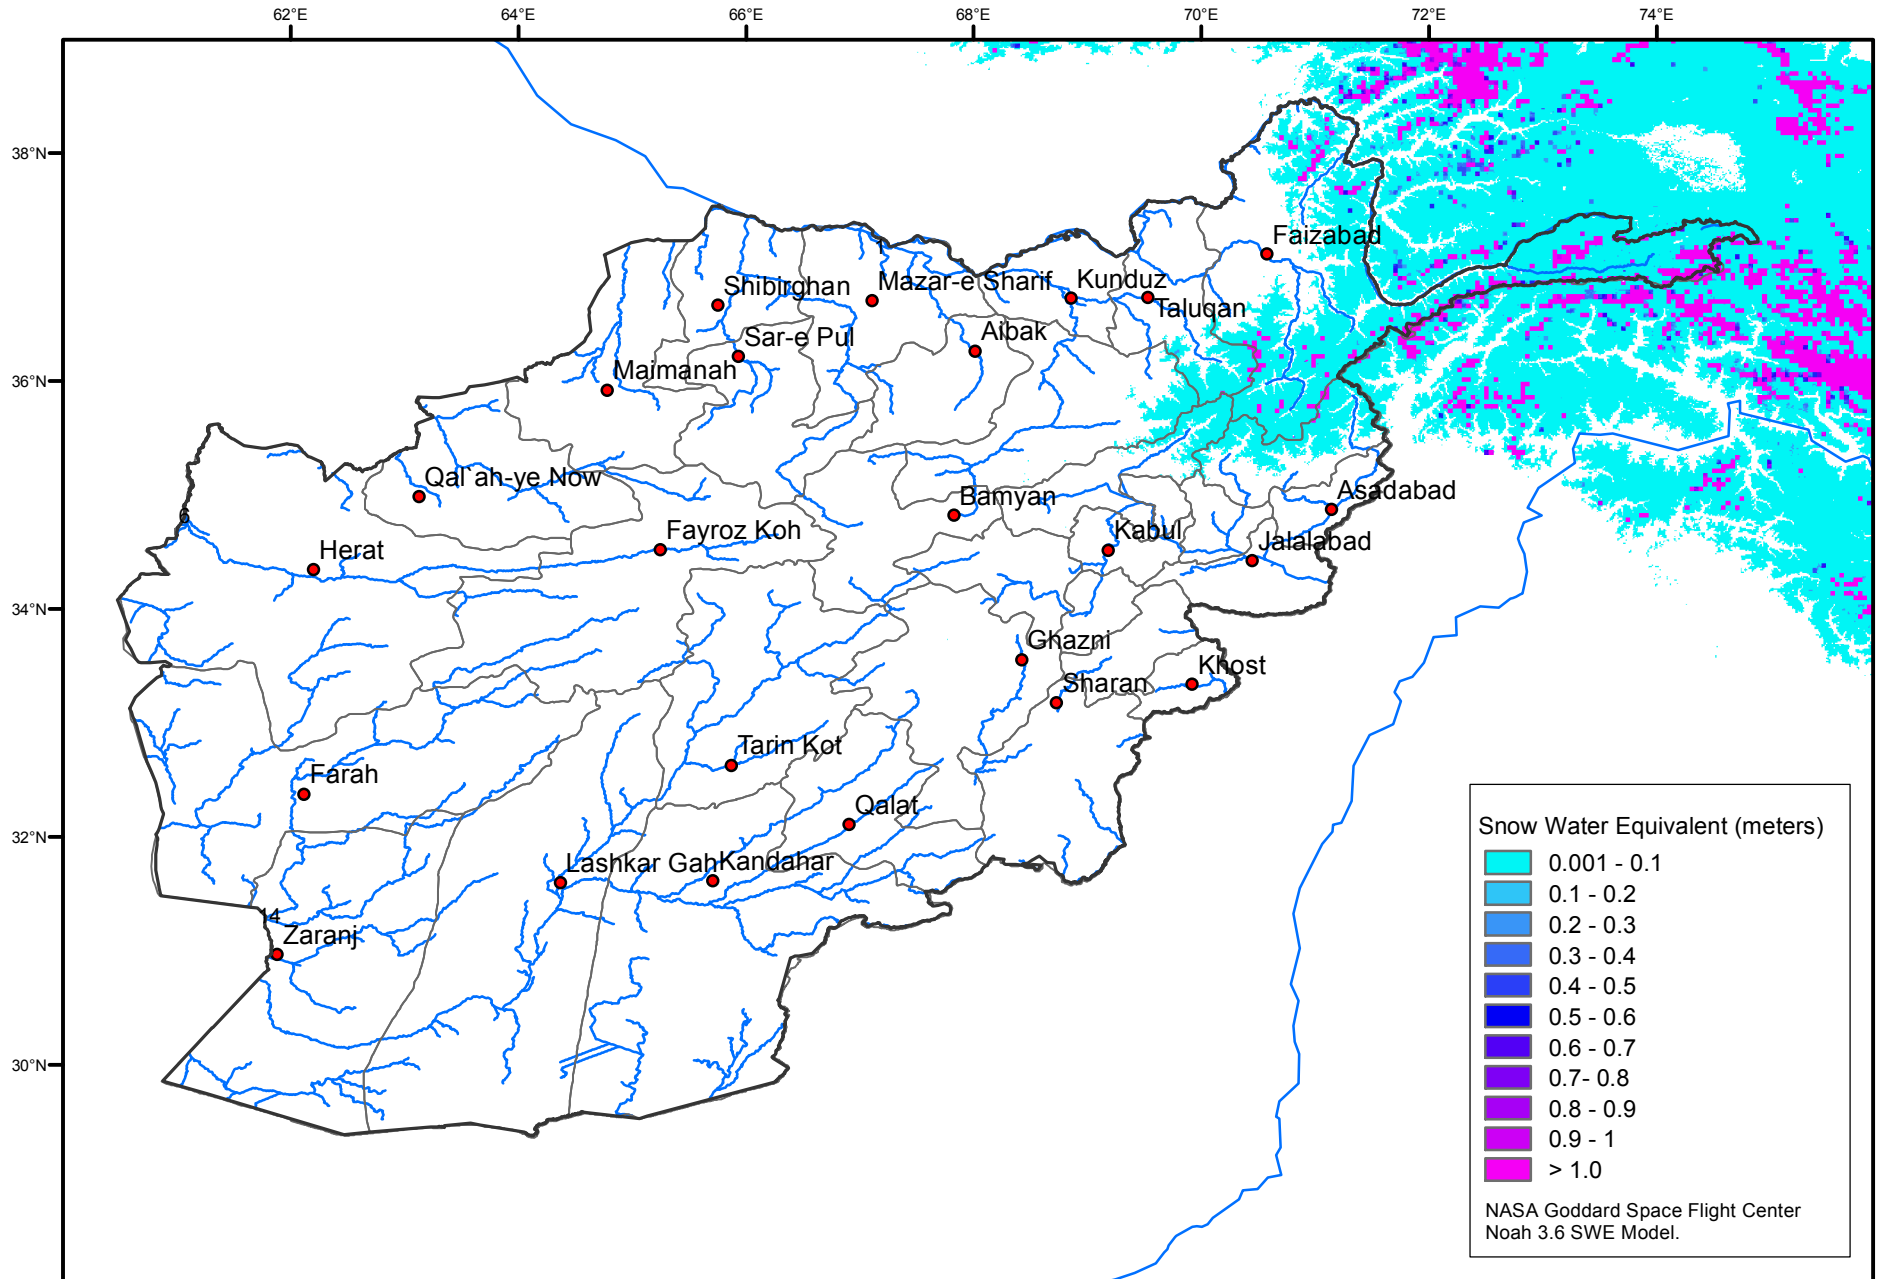 62°E 64°E 66°E 68°E 70°E 72°E 74°E
38°N
Faizabad
1
Shibirghan
Mazar-e Sharif
Kunduz
Taluqan
Sar-e Pul
Aibak
36°N
Maimanah
Qal`ah-ye Now
Bamyan
Asadabad
6
Herat
Fayroz Koh
Kabul
Jalalabad
34°N
Ghazni
Khost
Sharan
Tarin Kot
Farah
Qalat
32°N
Lashkar Gah
Kandahar
14
Zaranj
30°N
Snow Water Equivalent (meters)
0.001 - 0.1
0.1 - 0.2
0.2 - 0.3
0.3 - 0.4
0.4 - 0.5
0.5 - 0.6
0.6 - 0.7
0.7- 0.8
0.8 - 0.9
0.9 - 1
> 1.0
NASA Goddard Space Flight Center
Noah 3.6 SWE Model.